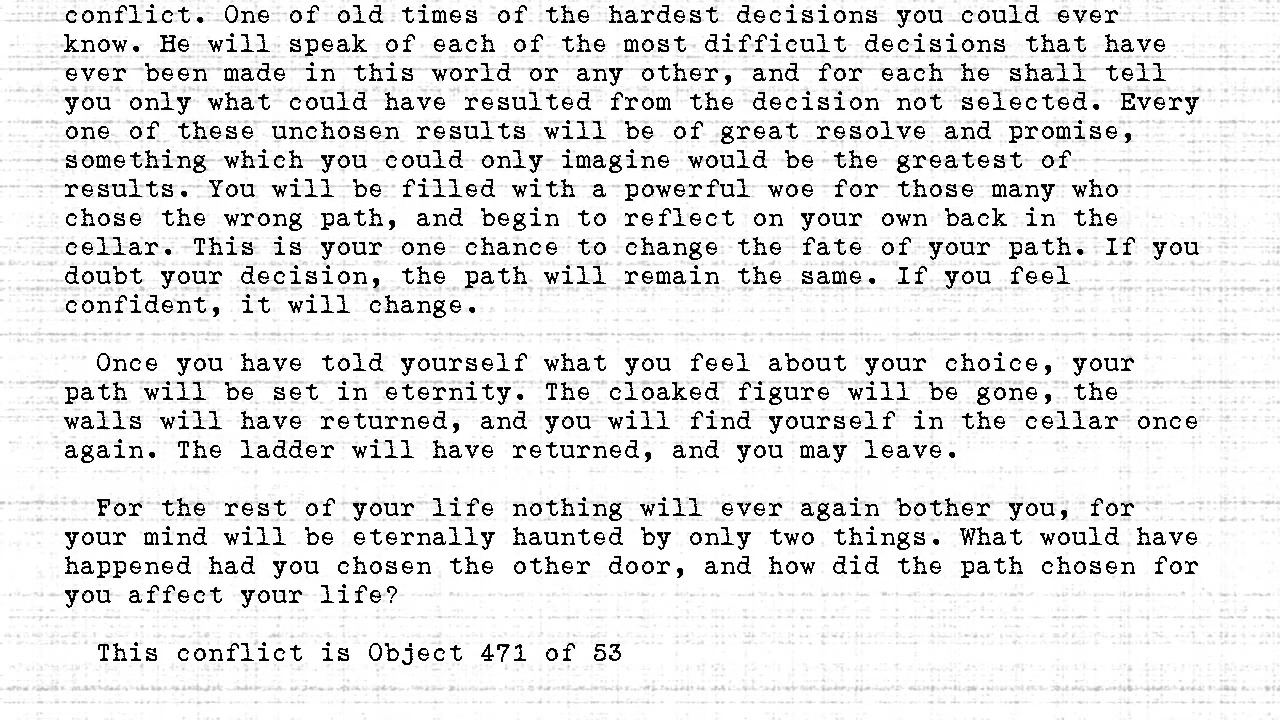 conflict. One of old times of the hardest decisions you could ever
know. He will speak of each of the most difficult decisions that have
ever been made in this world or any other, and for each he shall tell
you only what could have resulted from the decision not selected. Every
one of these unchosen results will be of great resolve and promise,
something which you could only imagine would be the greatest of
results. You will be filled with a powerful woe for those many who
chose the wrong path, and begin to reflect on your own back in the
cellar. This is your one chance to change the fate of your path. If you
doubt your decision, the path will remain the same. If you feel
confident, it will change.
Once you have told yourself what you feel about your choice, your
path will be set in eternity. The cloaked figure will be gone, the
walls will have returned, and you will find yourself in the cellar once
again. The ladder will have returned, and you may leave.
For the rest of your life nothing will ever again bother you, for
your mind will be eternally haunted by only two things. What would have
happened had you chosen the other door, and how did the path chosen for
you affect your life?
This conflict is Object 471 of 53